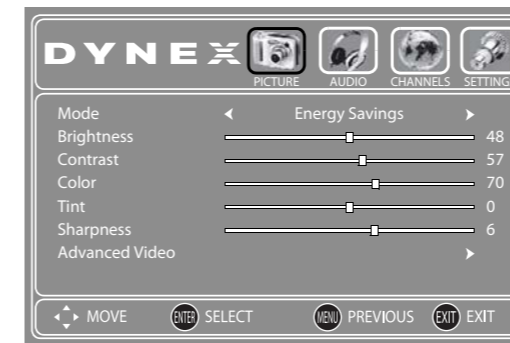 DYNEX
PICTURE AUDIO CHANNELS SETTING
Mode Energy Savings
Brightness 48
Contrast 57
Color 70
Tint 0
Sharpness 6
Advanced Video
MOVE ENTER SELECT MENU PREVIOUS EXIT EXIT